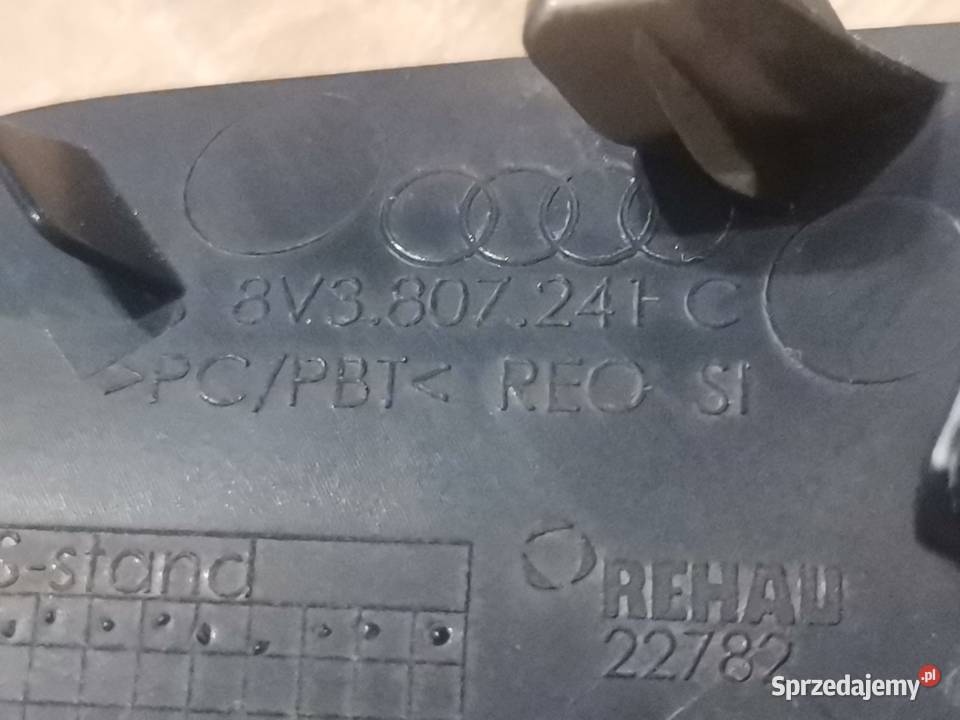 8V3.807.241 C
>PC/PBT< REO SI
S-stand
REHAU
22782
Sprzedajemy.pl